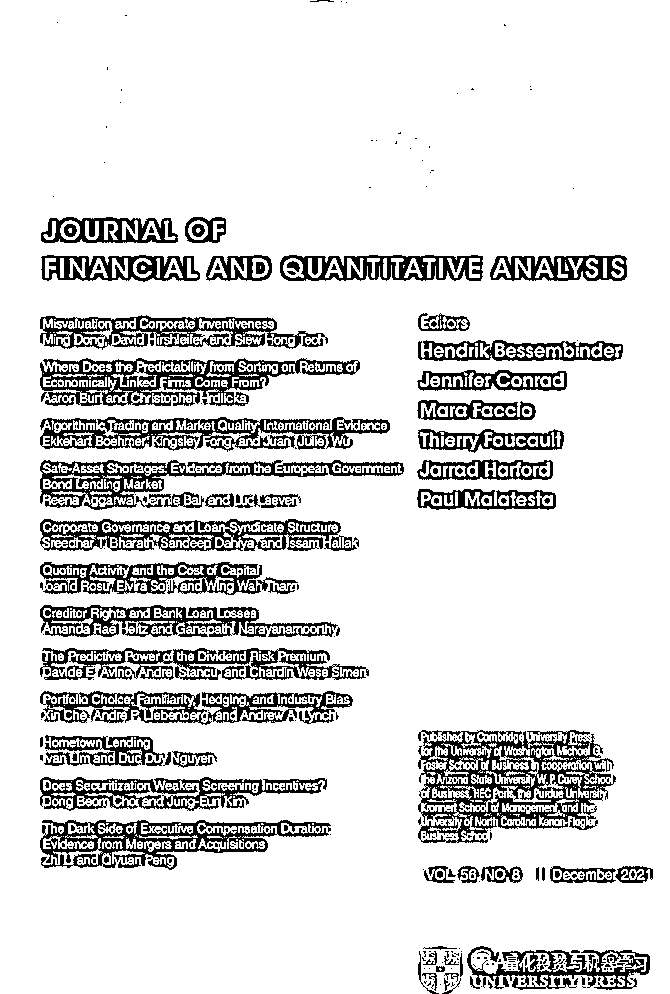 JOURNAL OF
FINANCIAL AND QUANTITATIVE ANALYSIS
Misvaluation and Corporate Inventiveness
Ming Dong, David Hirshleifer, and Siew Hong Teoh
Where Does the Predictability from Sorting on Returns of
Economically Linked Firms Come From?
Aaron Burt and Christopher Hrdlicka
Algorithmic Trading and Market Quality: International Evidence
Ekkehart Boehmer, Kingsley Fong, and Juan (Julie) Wu
Safe-Asset Shortages: Evidence from the European Government
Bond Lending Market
Reena Aggarwal, Jennie Bai, and Luc Laeven
Corporate Governance and Loan-Syndicate Structure
Sreedhar T. Bharath, Sandeep Dahiya, and Issam Hallak
Quoting Activity and the Cost of Capital
Ioanid Rosu, Elvira Sojli, and Wing Wah Tham
Creditor Rights and Bank Loan Losses
Amanda Rae Heitz and Ganapathi Narayanamoorthy
The Predictive Power of the Dividend Risk Premium
Davide E. Avino, Andrei Stancu, and Chardin Wese Simen
Portfolio Choice: Familiarity, Hedging, and Industry Bias
Xin Che, Andre P. Liebenberg, and Andrew A. Lynch
Hometown Lending
Ivan Lim and Duc Duy Nguyen
Does Securitization Weaken Screening Incentives?
Dong Beom Choi and Jung-Eun Kim
The Dark Side of Executive Compensation Duration:
Evidence from Mergers and Acquisitions
Zhi Li and Qiyuan Peng
Editors
Hendrik Bessembinder
Jennifer Conrad
Mara Faccio
Thierry Foucault
Jarrad Harford
Paul Malatesta
Published by Cambridge University Press
for the University of Washington Michael G.
Foster School of Business in cooperation with
the Arizona State University W. P. Carey School
of Business, HEC Paris, the Purdue University
Krannert School of Management, and the
University of North Carolina Kenan-Flagler
Business School
VOL. 56, NO. 8 || December 2021
量化投资与机器学习
UNIVERSITY PRESS